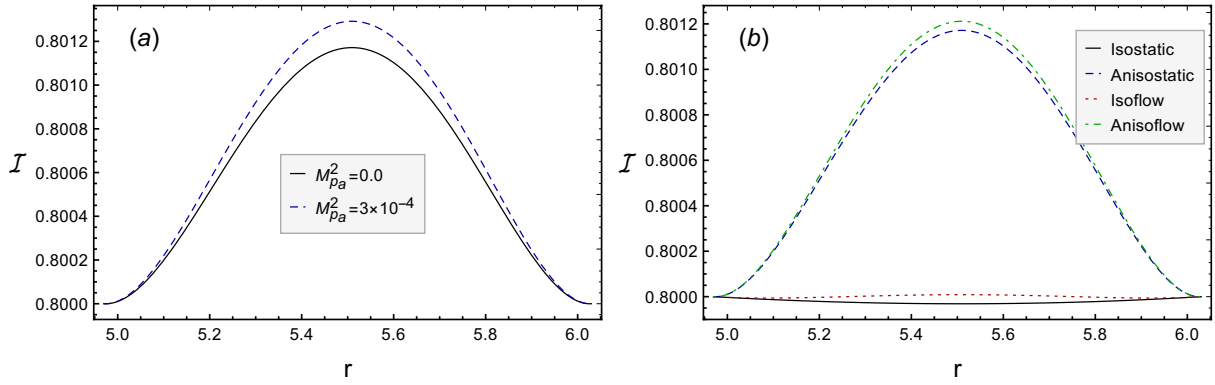 (a)
0.8012
0.8010
0.8008
0.8006
0.8004
0.8002
0.8000
ℐ
M²ₚₐ=0.0
M²ₚₐ=3×10⁻⁴
5.0 5.2 5.4 5.6 5.8 6.0
r
(b)
0.8012
0.8010
0.8008
0.8006
0.8004
0.8002
0.8000
ℐ
Isostatic
Anisostatic
Isoflow
Anisoflow
5.0 5.2 5.4 5.6 5.8 6.0
r